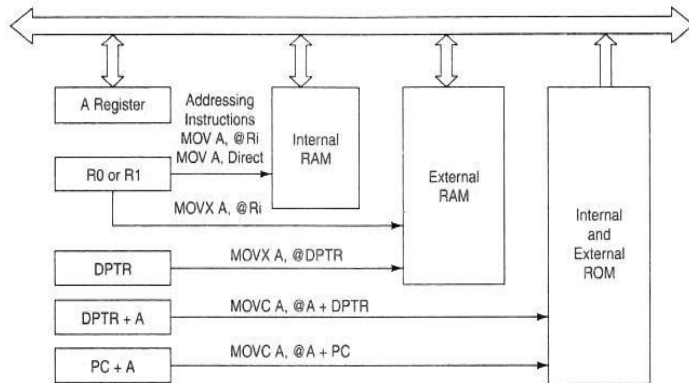 A Register
Addressing
Instructions
MOV A, @Ri
MOV A, Direct
Internal
RAM
R0 or R1
External
RAM
MOVX A, @Ri
Internal
and
External
ROM
DPTR
MOVX A, @DPTR
DPTR + A
MOVC A, @A + DPTR
PC + A
MOVC A, @A + PC